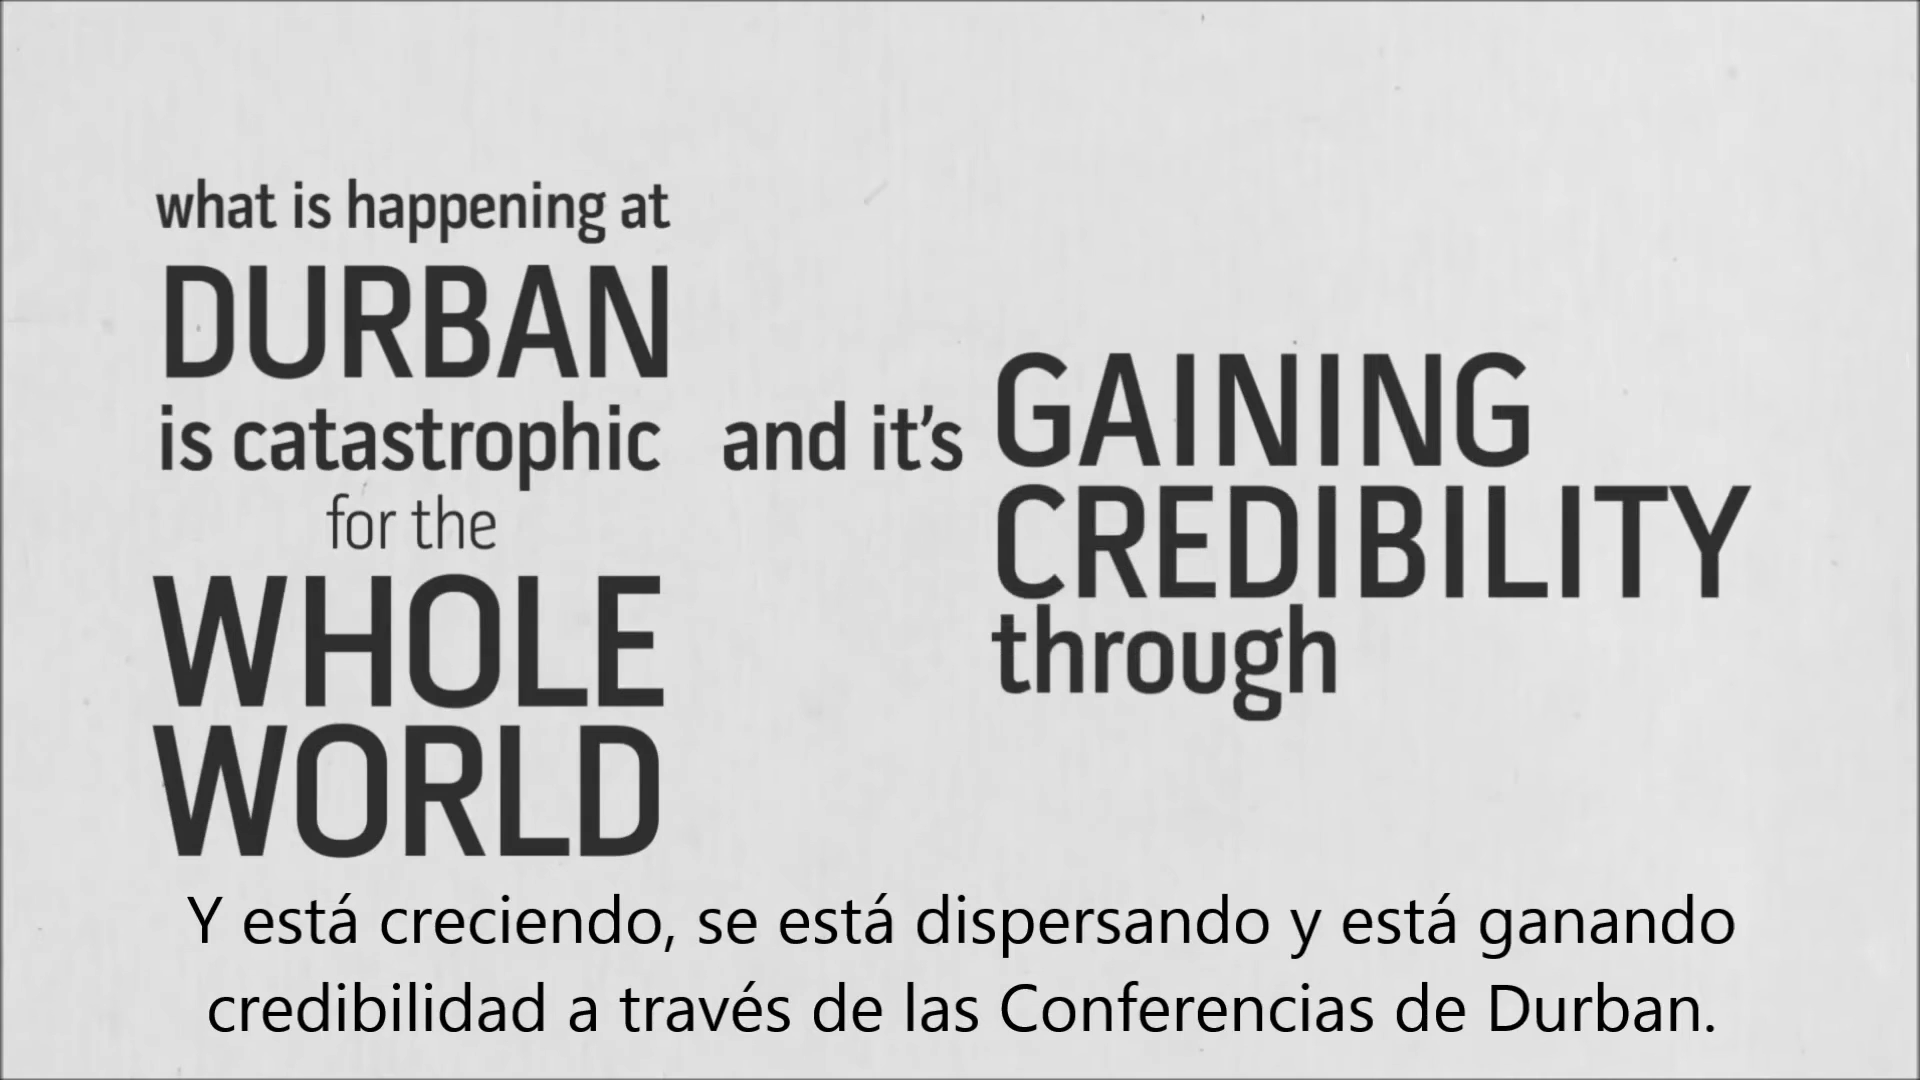 what is happening at
DURBAN
is catastrophic
for the
WHOLE
WORLD
and it's
GAINING
CREDIBILITY
through
Y está creciendo, se está dispersando y está ganando
credibilidad a través de las Conferencias de Durban.